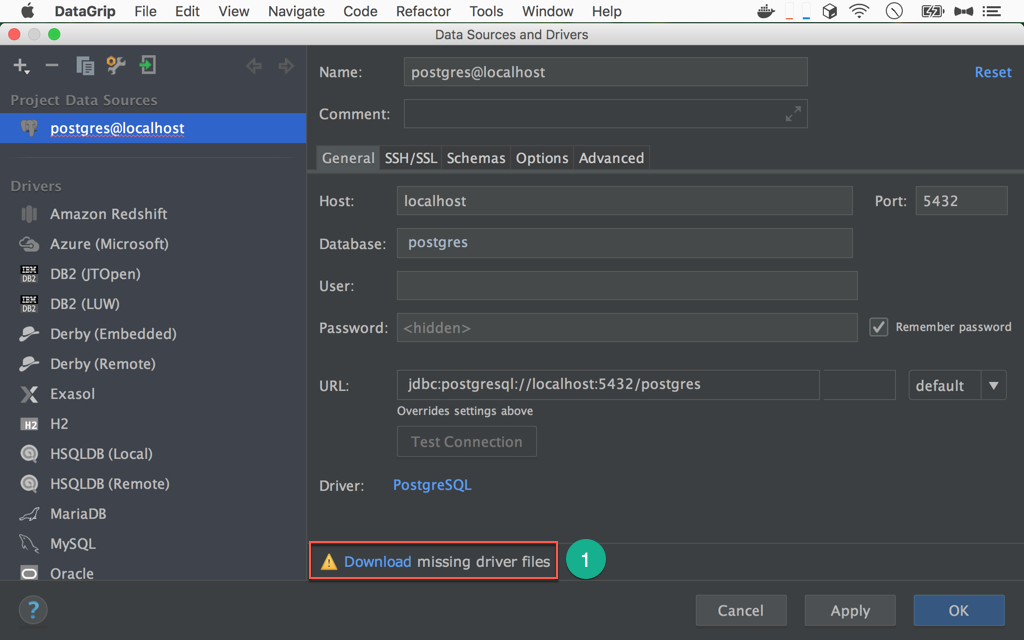 DataGrip File Edit View Navigate Code Refactor Tools Window Help
Data Sources and Drivers
Project Data Sources
postgres@localhost
Drivers
Amazon Redshift
Azure (Microsoft)
IBM DB2 DB2 (JTOpen)
IBM DB2 DB2 (LUW)
Derby (Embedded)
Derby (Remote)
Exasol
H2 H2
HSQLDB (Local)
HSQLDB (Remote)
MariaDB
MySQL
Oracle
?
Name: postgres@localhost Reset
Comment:
General SSH/SSL Schemas Options Advanced
Host: localhost Port: 5432
Database: postgres
User:
Password: <hidden> Remember password
URL: jdbc:postgresql://localhost:5432/postgres default
Overrides settings above
Test Connection
Driver: PostgreSQL
Download missing driver files 1
Cancel Apply OK